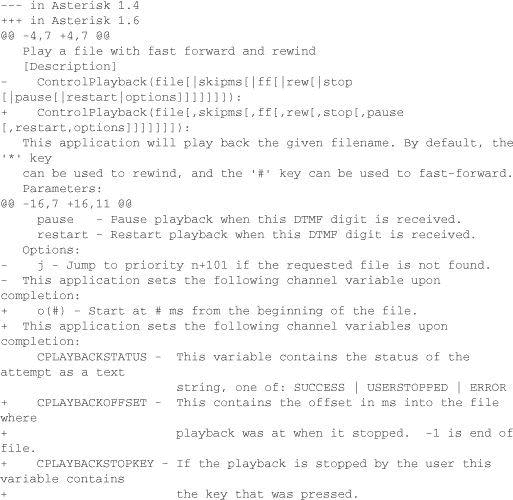 --- in Asterisk 1.4
+++ in Asterisk 1.6
@@ -4,7 +4,7 @@
   Play a file with fast forward and rewind
   [Description]
-    ControlPlayback(file[|skipms[|ff[|rew[|stop
[|pause[|restart|options]]]]]]]):
+    ControlPlayback(file[,skipms[,ff[,rew[,stop[,pause
[,restart,options]]]]]]]):
   This application will play back the given filename. By default, the
'*' key
   can be used to rewind, and the '#' key can be used to fast-forward.
   Parameters:
@@ -16,7 +16,11 @@
     pause   - Pause playback when this DTMF digit is received.
     restart - Restart playback when this DTMF digit is received.
   Options:
-    j - Jump to priority n+101 if the requested file is not found.
-  This application sets the following channel variable upon
completion:
+    o(#) - Start at # ms from the beginning of the file.
+  This application sets the following channel variables upon
completion:
     CPLAYBACKSTATUS -  This variable contains the status of the
attempt as a text
                        string, one of: SUCCESS | USERSTOPPED | ERROR
+    CPLAYBACKOFFSET -  This contains the offset in ms into the file
where
+                       playback was at when it stopped.  -1 is end of
file.
+    CPLAYBACKSTOPKEY - If the playback is stopped by the user this
variable contains
+                       the key that was pressed.